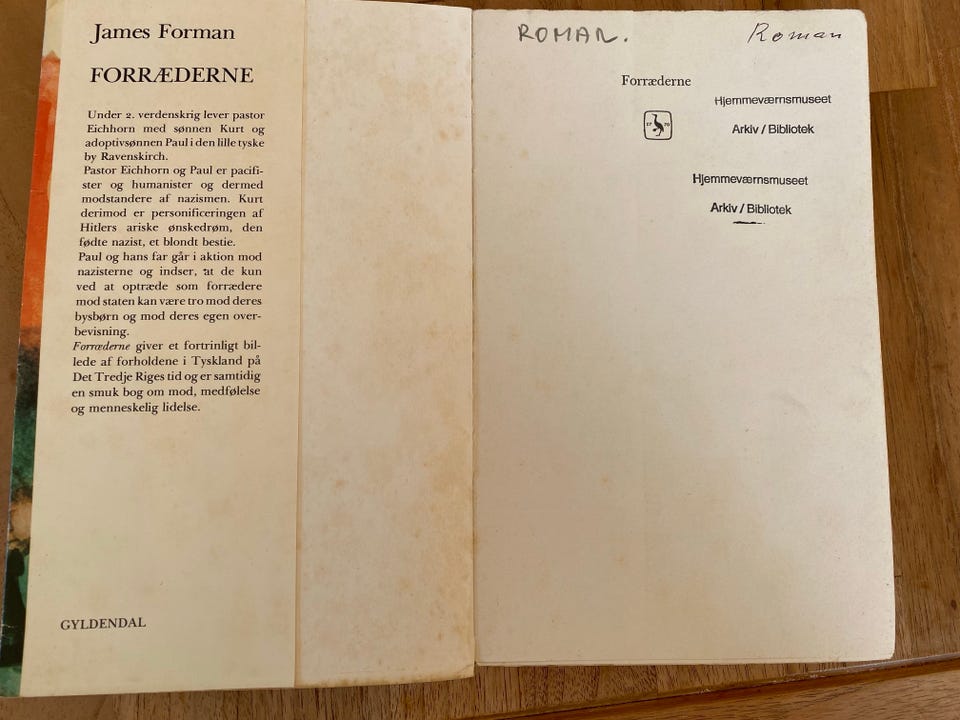 James Forman
FORRÆDERNE
Under 2. verdenskrig lever pastor
Eichhorn med sønnen Kurt og
adoptivsønnen Paul i den lille tyske
by Ravenskirch.
Pastor Eichhorn og Paul er pacifi-
ster og humanister og dermed
modstandere af nazismen. Kurt
derimod er personificeringen af
Hitlers ariske ønskedrøm, den
fødte nazist, et blondt bestie.
Paul og hans far går i aktion mod
nazisterne og indser, at de kun
ved at optræde som forrædere
mod staten kan være tro mod deres
bysbørn og mod deres egen over-
bevisning.
Forræderne giver et fortrinligt bil-
lede af forholdene i Tyskland på
Det Tredje Riges tid og er samtidig
en smuk bog om mod, medfølelse
og menneskelig lidelse.
GYLDENDAL
ROMAN.
Roman
Forræderne
17 70
Hjemmeværnsmuseet
Arkiv / Bibliotek
Hjemmeværnsmuseet
Arkiv / Bibliotek